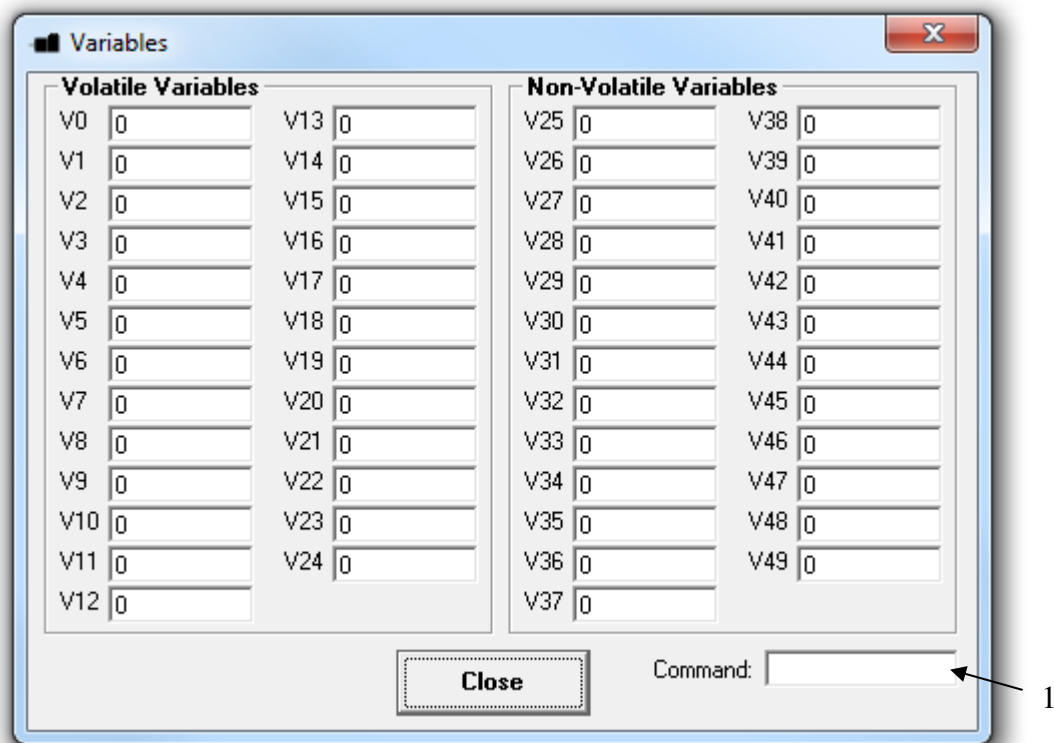 Variables
Volatile Variables Non-Volatile Variables
V0 0 V13 0 V25 0 V38 0
V1 0 V14 0 V26 0 V39 0
V2 0 V15 0 V27 0 V40 0
V3 0 V16 0 V28 0 V41 0
V4 0 V17 0 V29 0 V42 0
V5 0 V18 0 V30 0 V43 0
V6 0 V19 0 V31 0 V44 0
V7 0 V20 0 V32 0 V45 0
V8 0 V21 0 V33 0 V46 0
V9 0 V22 0 V34 0 V47 0
V10 0 V23 0 V35 0 V48 0
V11 0 V24 0 V36 0 V49 0
V12 0 V37 0
Close Command: 1